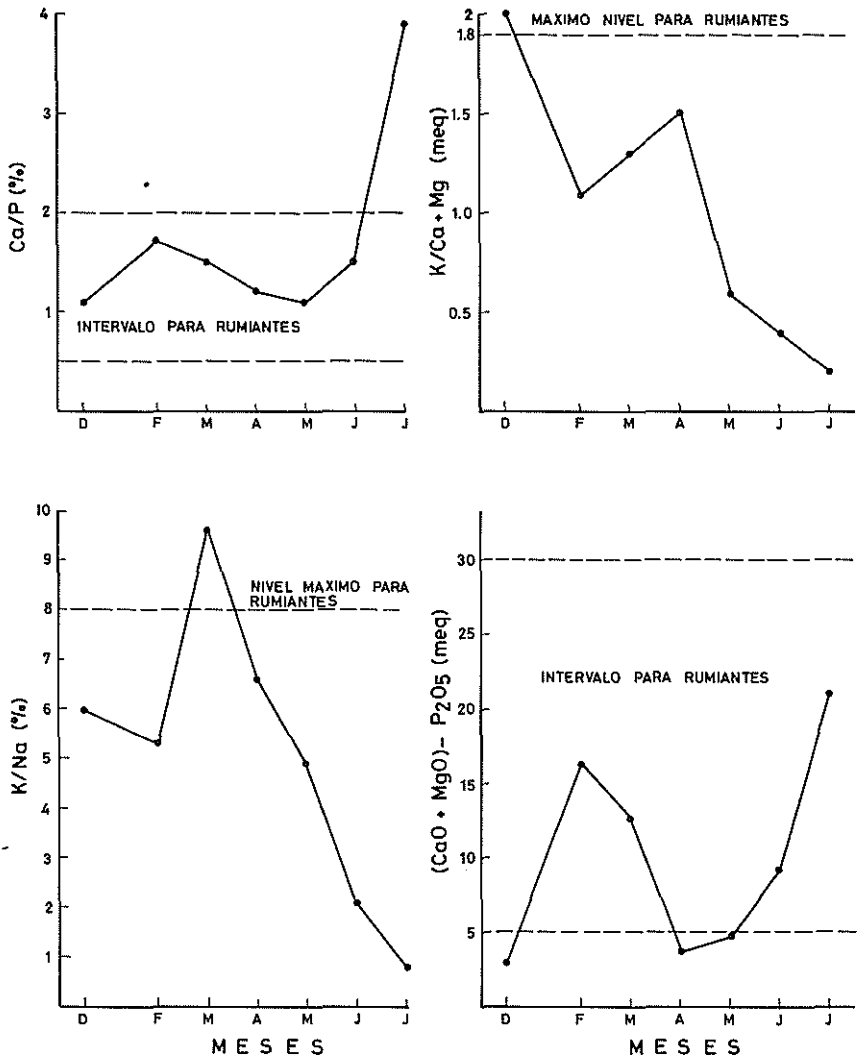 4
3
2
1
Ca/P (%)
INTERVALO PARA RUMIANTES
D F M A M J J
2
1.8
1.5
1.0
0.5
K/Ca + Mg (meq)
MAXIMO NIVEL PARA RUMIANTES
D F M A M J J
10
9
8
7
6
5
4
3
2
1
K/Na (%)
NIVEL MAXIMO PARA
RUMIANTES
D F M A M J J
MESES
30
25
20
15
10
5
(CaO + MgO) - P2O5 (meq)
INTERVALO PARA RUMIANTES
D F M A M J J
MESES